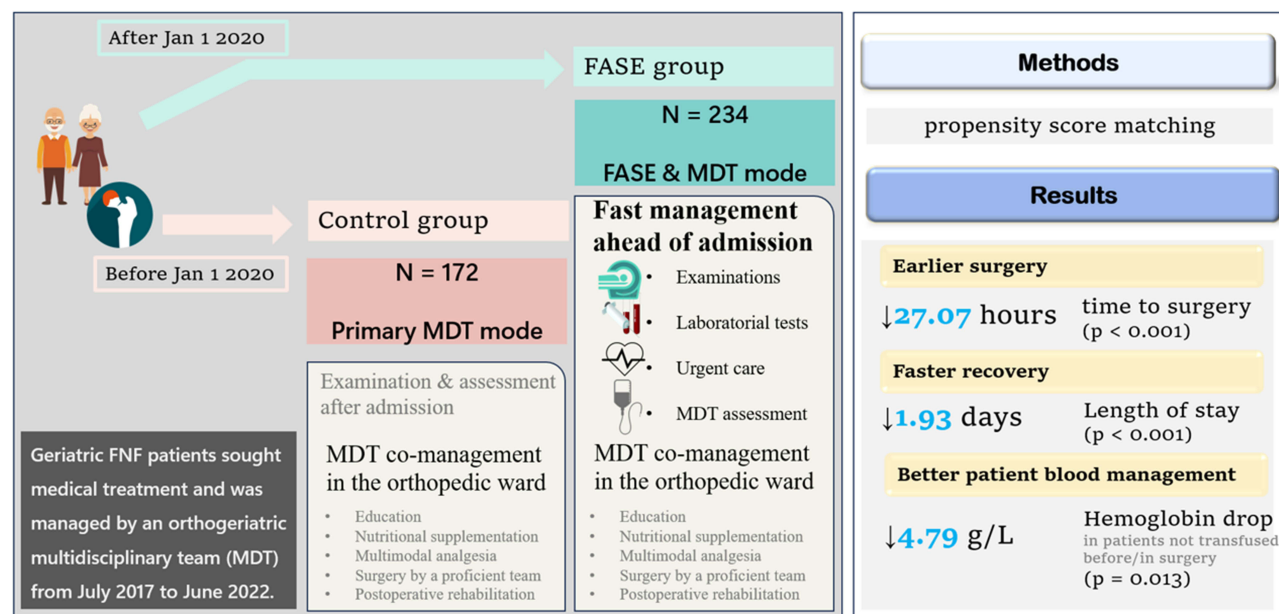 After Jan 1 2020
FASE group
N = 234
FASE & MDT mode
Control group
Before Jan 1 2020
N = 172
Primary MDT mode
Fast management
ahead of admission
• Examinations
• Laboratorial tests
• Urgent care
• MDT assessment
Examination & assessment
after admission
MDT co-management
in the orthopedic ward
• Education
• Nutritional supplementation
• Multimodal analgesia
• Surgery by a proficient team
• Postoperative rehabilitation
MDT co-management
in the orthopedic ward
• Education
• Nutritional supplementation
• Multimodal analgesia
• Surgery by a proficient team
• Postoperative rehabilitation
Geriatric FNF patients sought
medical treatment and was
managed by an orthogeriatric
multidisciplinary team (MDT)
from July 2017 to June 2022.
Methods
propensity score matching
Results
Earlier surgery
↓27.07 hours time to surgery
(p < 0.001)
Faster recovery
↓1.93 days Length of stay
(p < 0.001)
Better patient blood management
↓4.79 g/L Hemoglobin drop
in patients not transfused
before/in surgery
(p = 0.013)